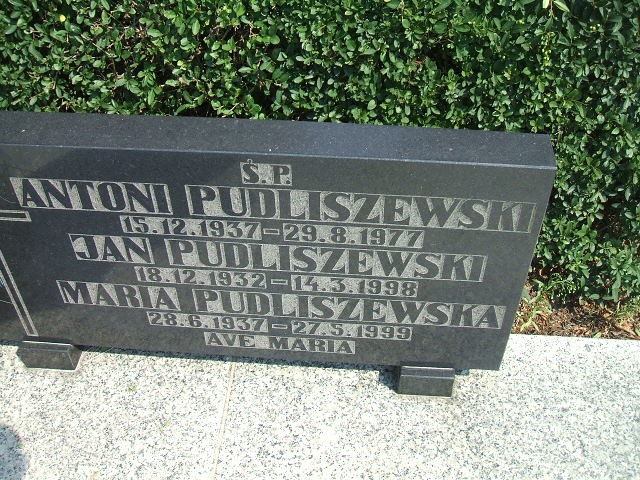 Ś.P.
ANTONI PUDLISZEWSKI
15.12.1937 - 29.8.1977
JAN PUDLISZEWSKI
18.12.1932 - 14.3.1998
MARIA PUDLISZEWSKA
28.6.1937 - 27.5.1999
AVE MARIA